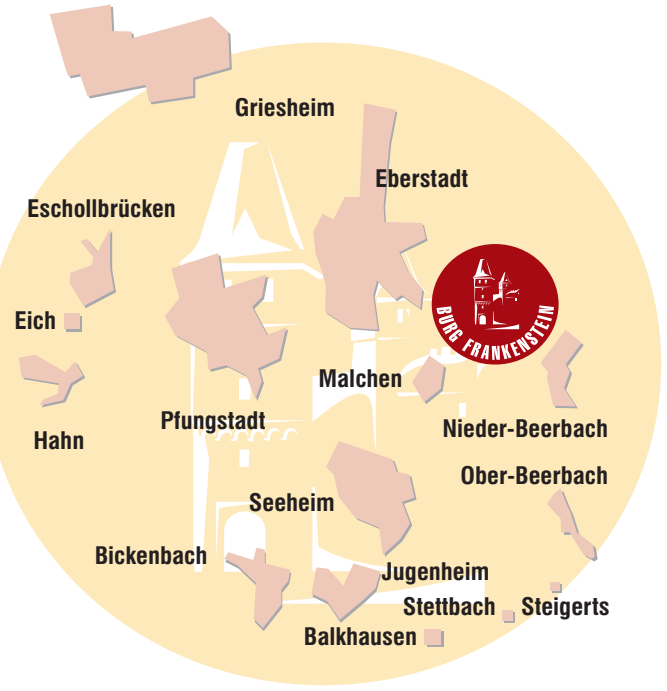 Griesheim
Eberstadt
Eschollbrücken
BURG FRANKENSTEIN
Eich
Malchen
Pfungstadt
Nieder-Beerbach
Hahn
Ober-Beerbach
Seeheim
Bickenbach
Jugenheim
Stettbach
Steigerts
Balkhausen